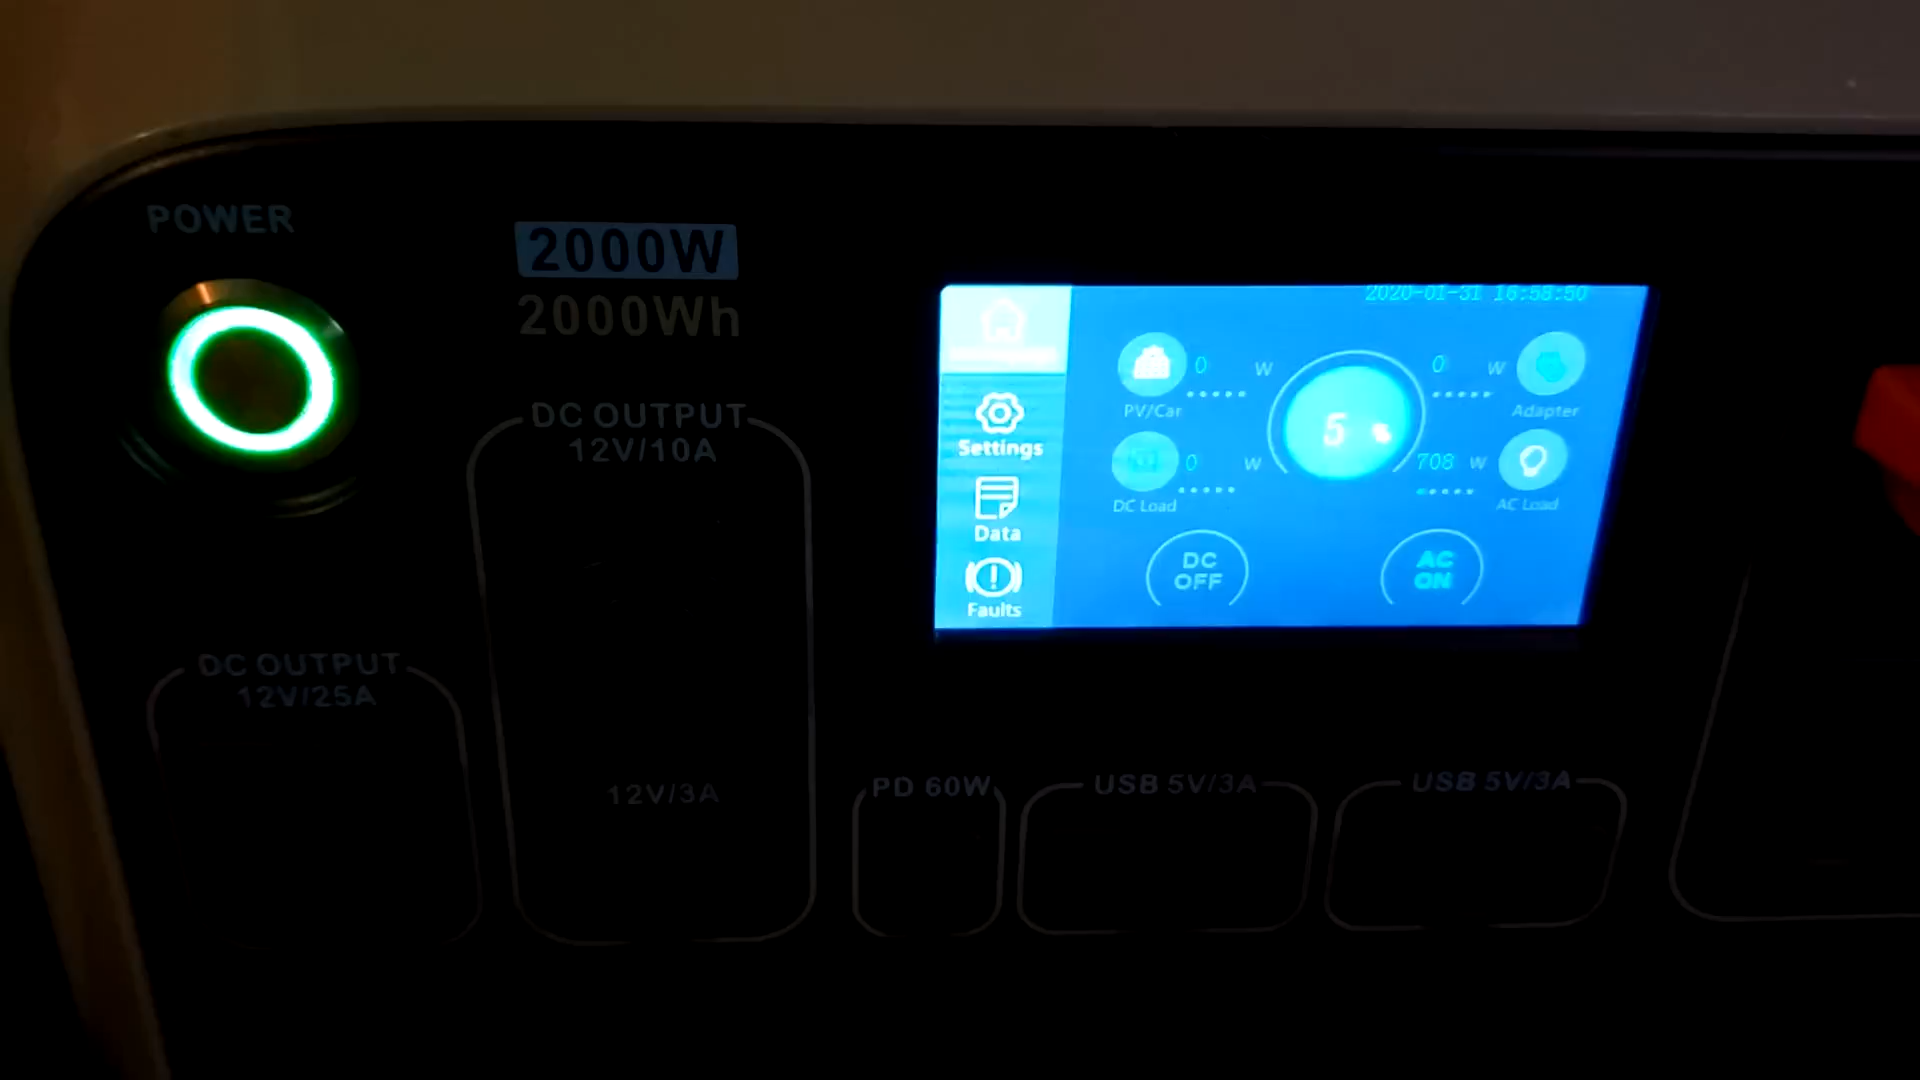 POWER
2000W
2000Wh
DC OUTPUT
12V/10A
12V/3A
DC OUTPUT
12V/25A
2020-01-31 16:58:50
Settings
Data
Faults
0 W
PV/Car
0 W
Adapter
5 %
0 W
DC Load
708 W
AC Load
DC
OFF
AC
ON
PD 60W
USB 5V/3A
USB 5V/3A